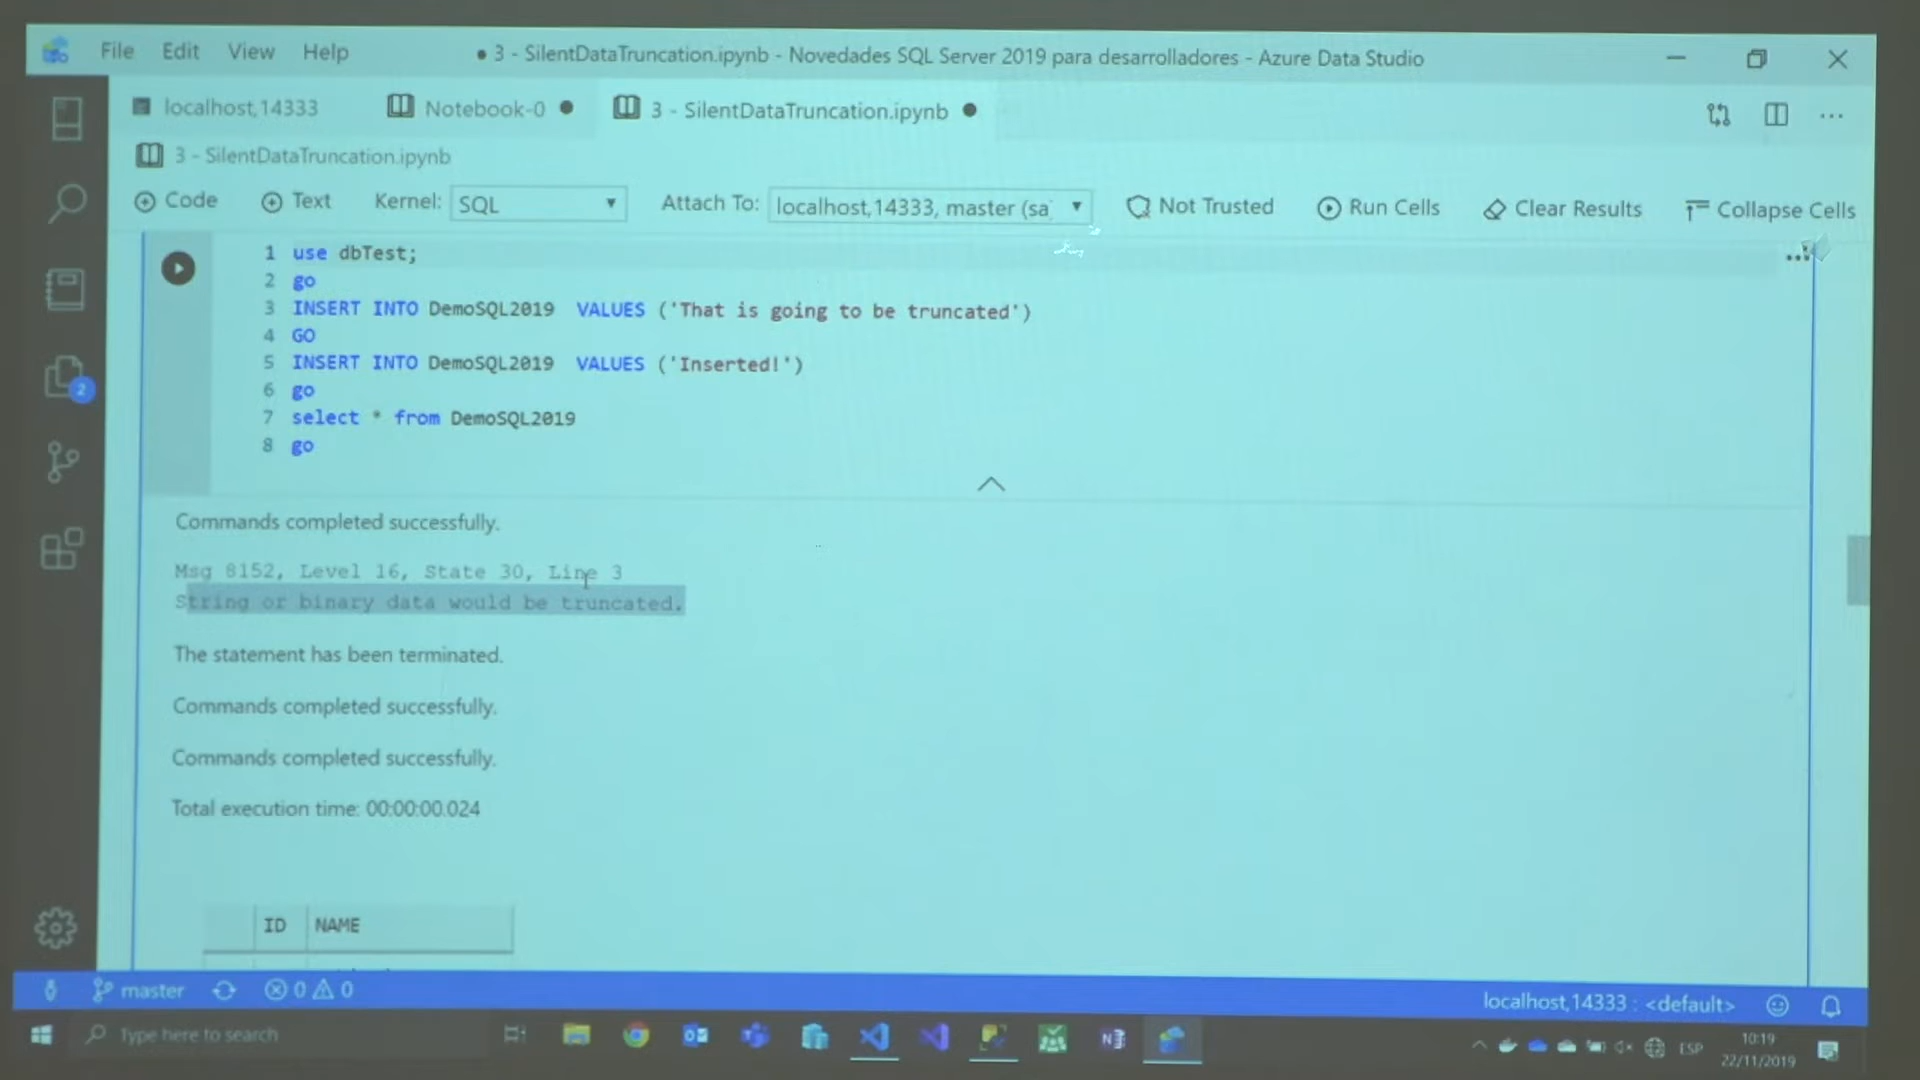 File Edit View Help ● 3 - SilentDataTruncation.ipynb - Novedades SQL Server 2019 para desarrolladores - Azure Data Studio
localhost,14333 Notebook-0 ● 3 - SilentDataTruncation.ipynb ●
3 - SilentDataTruncation.ipynb
Code Text Kernel: SQL Attach To: localhost,14333, master (sa Not Trusted Run Cells Clear Results Collapse Cells
1 use dbTest;
2 go
3 INSERT INTO DemoSQL2019 VALUES ('That is going to be truncated')
4 GO
5 INSERT INTO DemoSQL2019 VALUES ('Inserted!')
6 go
7 select * from DemoSQL2019
8 go
2
Commands completed successfully.
Msg 8152, Level 16, State 30, Line 3
String or binary data would be truncated.
The statement has been terminated.
Commands completed successfully.
Commands completed successfully.
Total execution time: 00:00:00.024
ID NAME
master 0 0 localhost,14333 : <default>
Type here to search ESP 10:19
22/11/2019